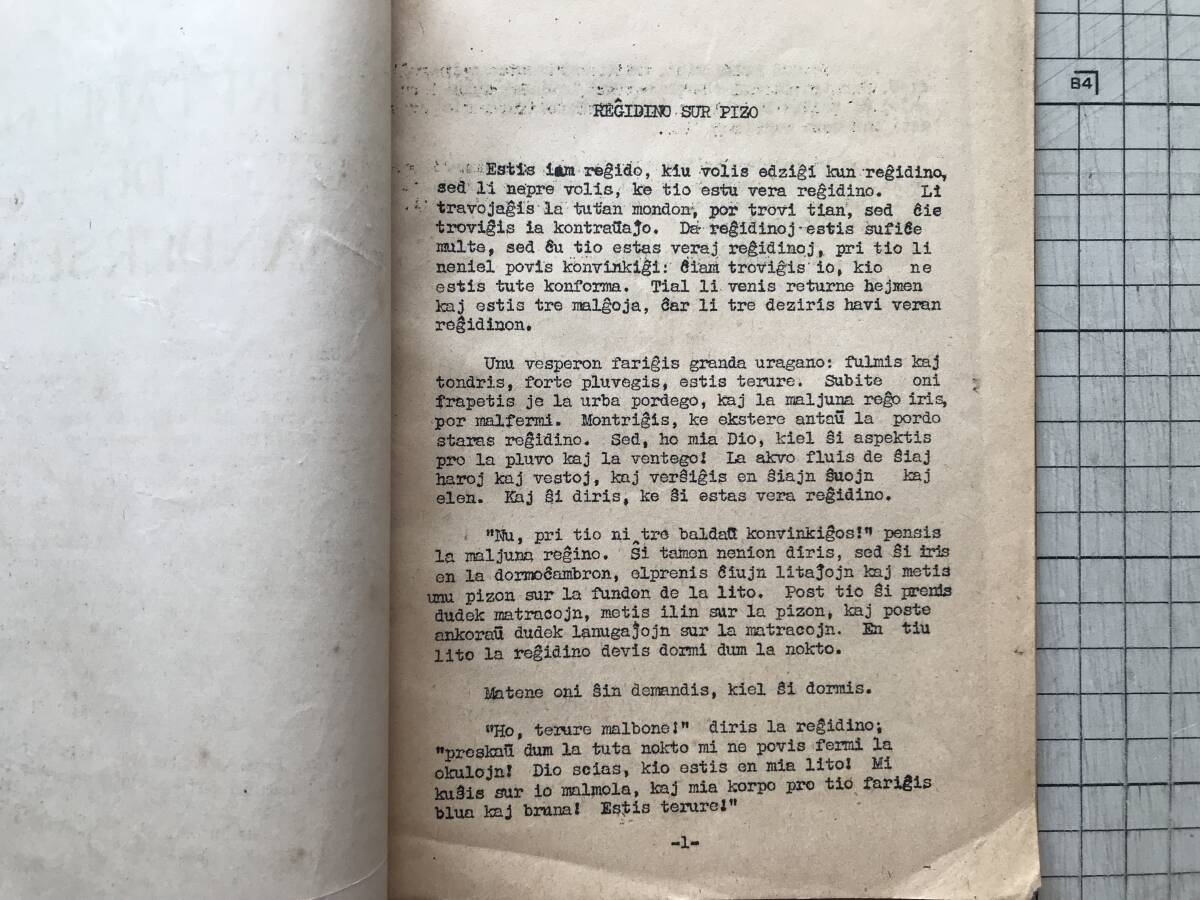 B4
REĜIDINO SUR PIZO
Estis iam reĝido, kiu volis edziĝi kun reĝidino,
sed li nepre volis, ke tio estu vera reĝidino. Li
travojaĝis la tutan mondon, por trovi tian, sed ĉie
troviĝis ia kontraŭaĵo. Da reĝidinoj estis sufiĉe
multe, sed ĉu tio estas veraj reĝidinoj, pri tio li
neniel povis konvinkiĝi: ĉiam troviĝis io, kio ne
estis tute konforma. Tial li venis returne hejmen
kaj estis tre malĝoja, ĉar li tre deziris havi veran
reĝidinon.
Unu vesperon fariĝis granda uragano: fulmis kaj
tondris, forte pluvegis, estis terure. Subite oni
frapetis je la urba pordego, kaj la maljuna reĝo iris,
por malfermi. Montriĝis, ke ekstere antaŭ la pordo
staras reĝidino. Sed, ho mia Dio, kiel ŝi aspektis
pro la pluvo kaj la ventego! La akvo fluis de ŝiaj
haroj kaj vestoj, kaj verŝiĝis en ŝiajn ŝuojn kaj
elen. Kaj ŝi diris, ke ŝi estas vera reĝidino.
"Nu, pri tio ni tre baldaŭ konvinkiĝos!" pensis
la maljuna reĝino. Ŝi tamen nenion diris, sed ŝi iris
en la dormoĉambron, elprenis ĉiujn litaĵojn kaj metis
unu pizon sur la fundon de la lito. Post tio ŝi prenis
dudek matracojn, metis ilin sur la pizon, kaj poste
ankoraŭ dudek lanugaĵojn sur la matracojn. En tiu
lito la reĝidino devis dormi dum la nokto.
Matene oni ŝin demandis, kiel ŝi dormis.
"Ho, terure malbone!" diris la reĝidino;
"preskaŭ dum la tuta nokto mi ne povis fermi la
okulojn! Dio scias, kio estis en mia lito! Mi
kuŝis sur io malmola, kaj mia korpo pro tio fariĝis
blua kaj bruna! Estis terure!"
-1-